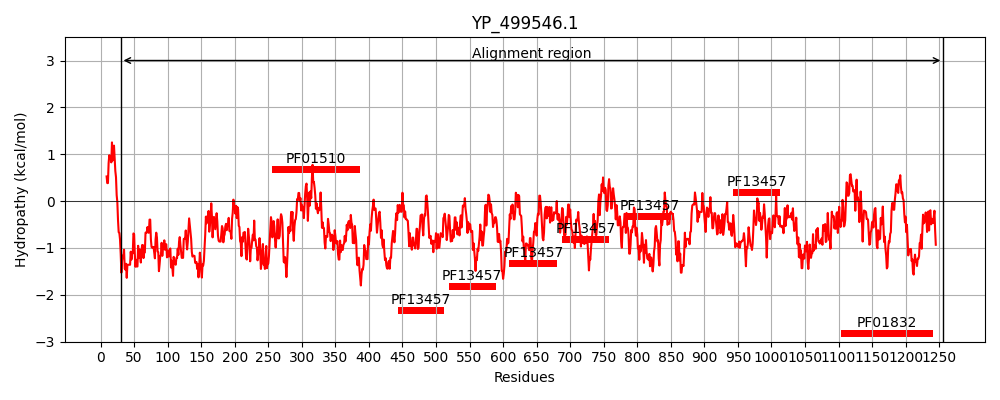 YP_499546.1
Alignment region
PF01510
PF13457
PF13457
PF13457
PF13457
PF13457
PF13457
PF01832
Hydropathy (kcal/mol)
3
2
1
0
−1
−2
−3
0 50 100 150 200 250 300 350 400 450 500 550 600 650 700 750 800 850 900 950 1000 1050 1100 1150 1200 1250
Residues